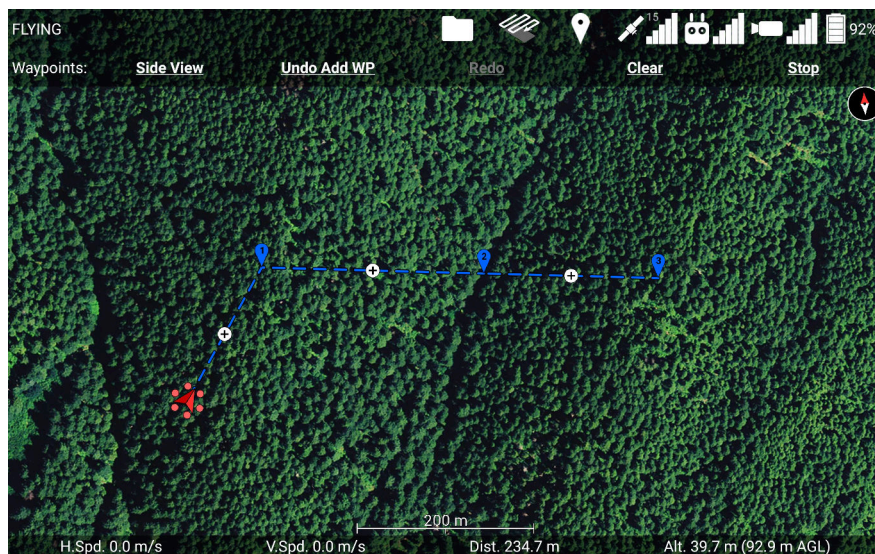 FLYING
15
92%
Waypoints: Side View Undo Add WP Redo Clear Stop
1
2
3
200 m
H.Spd. 0.0 m/s V.Spd. 0.0 m/s Dist. 234.7 m Alt. 39.7 m (92.9 m AGL)